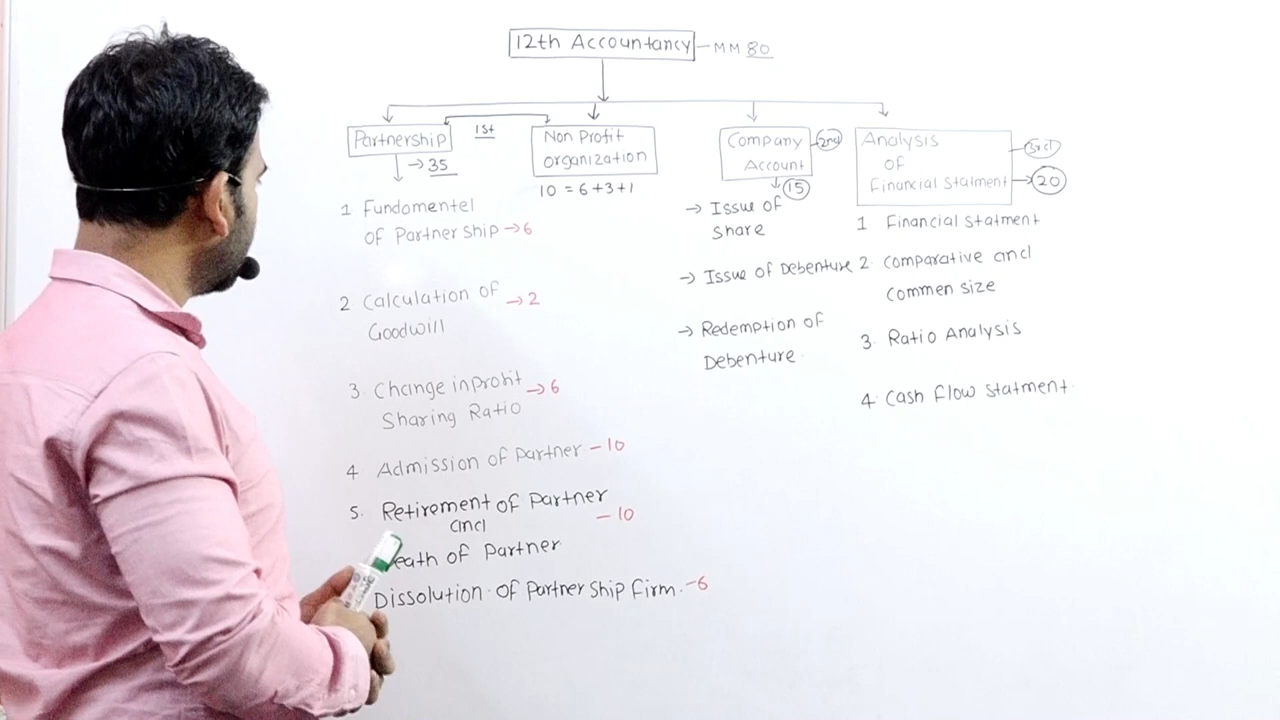 12th Accountancy - MM 80
1st
Partnership
→ 35
1 Fundomentel
of Partner ship → 6
2 Calculation of
Goodwill → 2
3. Change in profit
Sharing Ratio → 6
4 Admission of Partner - 10
5. Retirement of Partner
and - 10
eath of Partner
Dissolution of Partner ship firm. - 6
Non Profit
organization
10 = 6+3+1
Company
Account
2nd
15
→ Issue of
Share
→ Issue of Debenture
→ Redemption of
Debenture.
Analysis
of
Financial Statment
3rd
20
1 Financial statment
2. comparative and
commen size
3. Ratio Analysis
4. Cash flow statment.